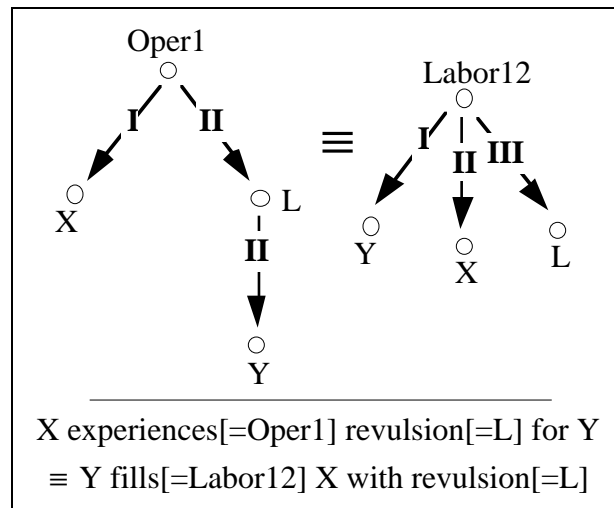 Oper1
Labor12
I
II
≡
I
II
III
X
L
II
Y
X
L
Y
X experiences[=Oper1] revulsion[=L] for Y
≡ Y fills[=Labor12] X with revulsion[=L]